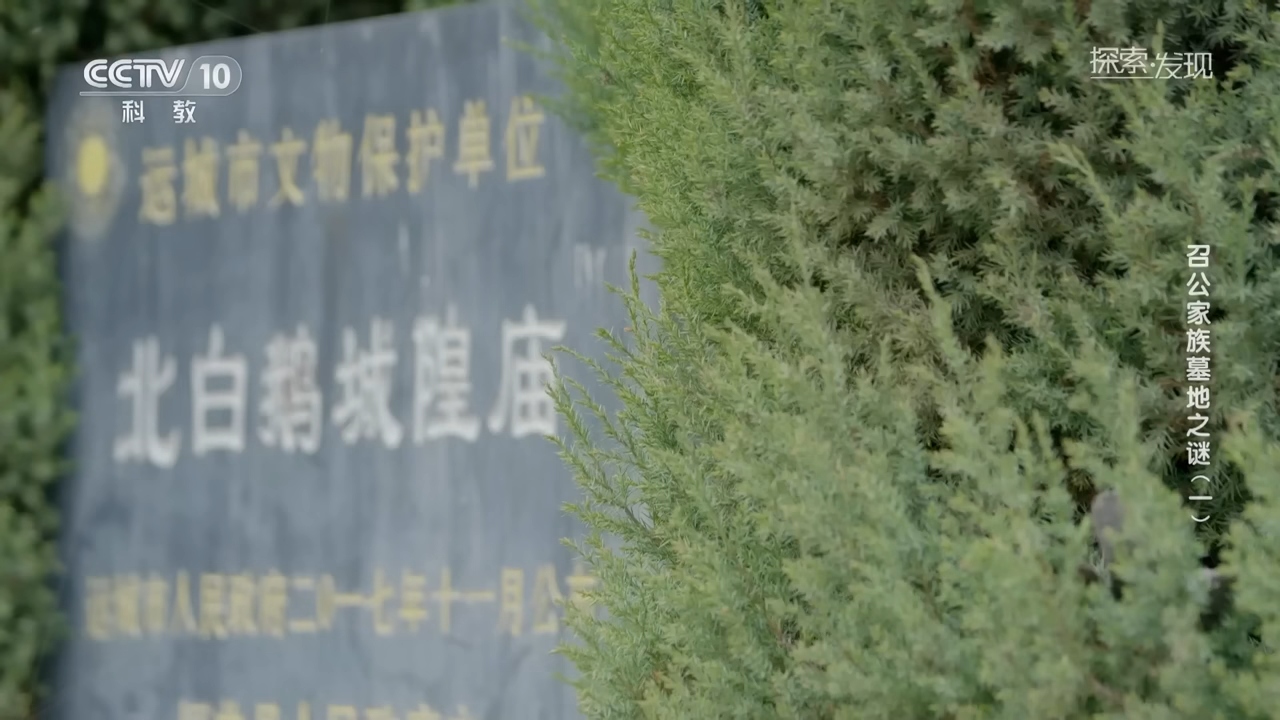 CCTV 10
科教
探索·发现
运城市文物保护单位
北白鹅城隍庙
运城市人民政府二〇一七年十一月公
召公家族墓地之谜（一）